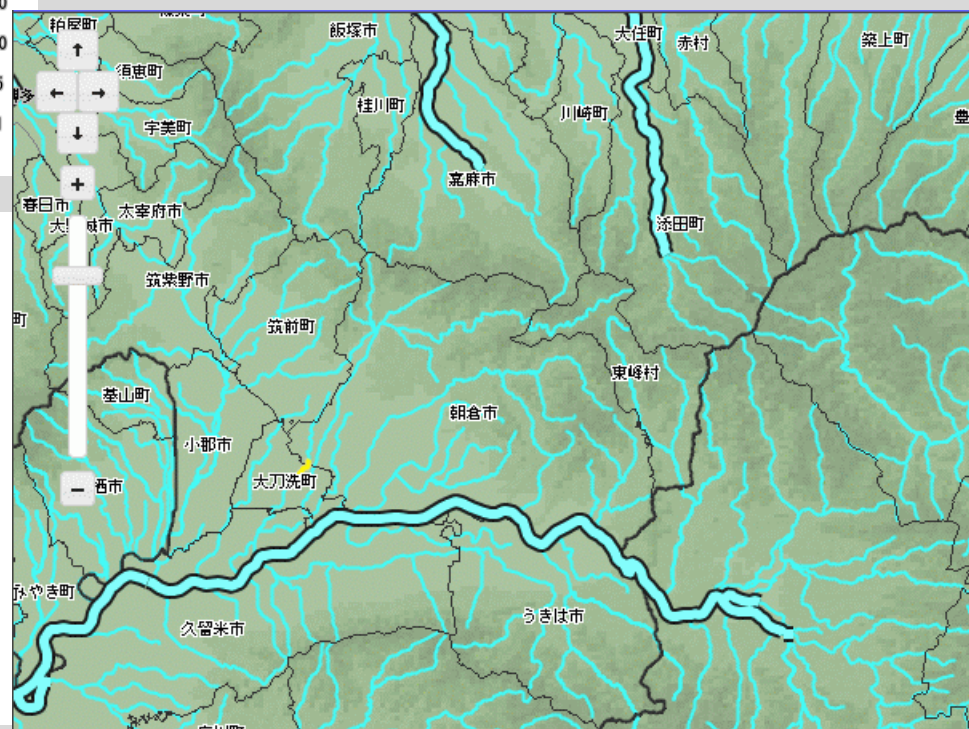 粕屋町
飯塚市
大任町
赤村
築上町
須恵町
桂川町
川崎町
宇美町
嘉麻市
春日市
太宰府市
添田町
筑紫野市
町
筑前町
東峰村
基山町
朝倉市
小郡市
大刀洗町
栖市
みやき町
久留米市
うきは市